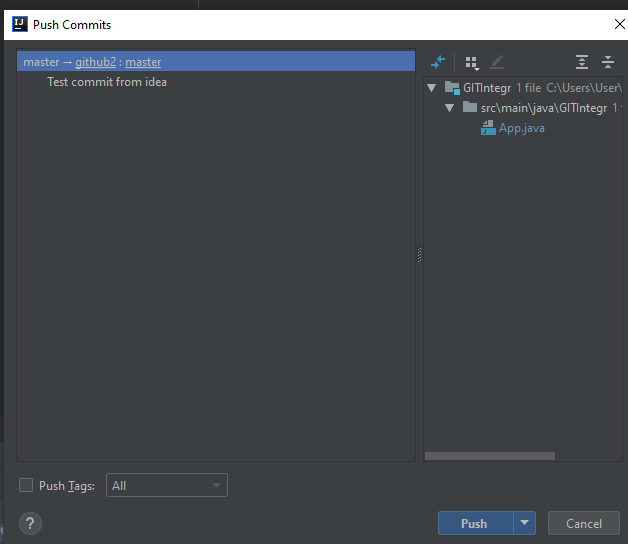 Push Commits
master → github2 : master
Test commit from idea
GITIntegr 1 file C:\Users\User\
src\main\java\GITIntegr 1
App.java
Push Tags: All
? Push Cancel